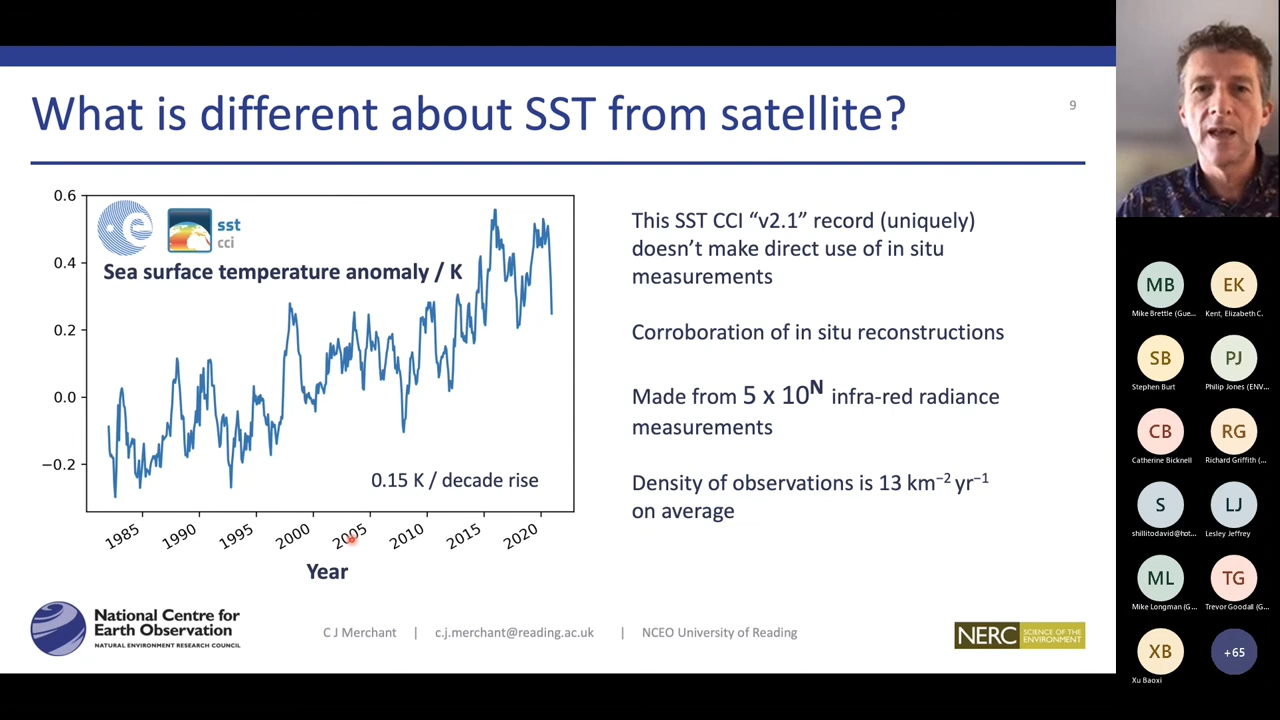 What is different about SST from satellite?
9
0.6
0.4
0.2
0.0
−0.2
esa
sst
cci
Sea surface temperature anomaly / K
0.15 K / decade rise
1985
1990
1995
2000
2005
2010
2015
2020
Year
This SST CCI “v2.1” record (uniquely)
doesn’t make direct use of in situ
measurements
Corroboration of in situ reconstructions
Made from 5 x 10ᴺ infra-red radiance
measurements
Density of observations is 13 km⁻² yr⁻¹
on average
National Centre for
Earth Observation
NATURAL ENVIRONMENT RESEARCH COUNCIL
C J Merchant | c.j.merchant@reading.ac.uk | NCEO University of Reading
NERC SCIENCE OF THE
ENVIRONMENT
MB
Mike Brettle (Gue...
EK
Kent, Elizabeth C.
SB
Stephen Burt
PJ
Philip Jones (ENV...
CB
Catherine Bicknell
RG
Richard Griffith (...
S
shillitodavid@hot...
LJ
Lesley Jeffrey
ML
Mike Longman (G...
TG
Trevor Goodall (G...
XB
Xu Baoxi
+65